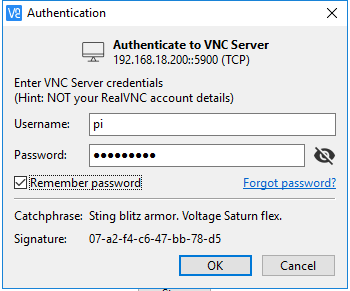 Authentication
Authenticate to VNC Server
192.168.18.200::5900 (TCP)
Enter VNC Server credentials
(Hint: NOT your RealVNC account details)
Username: pi
Password: •••••••••
Remember password Forgot password?
Catchphrase: Sting blitz armor. Voltage Saturn flex.
Signature: 07-a2-f4-c6-47-bb-78-d5
OK Cancel